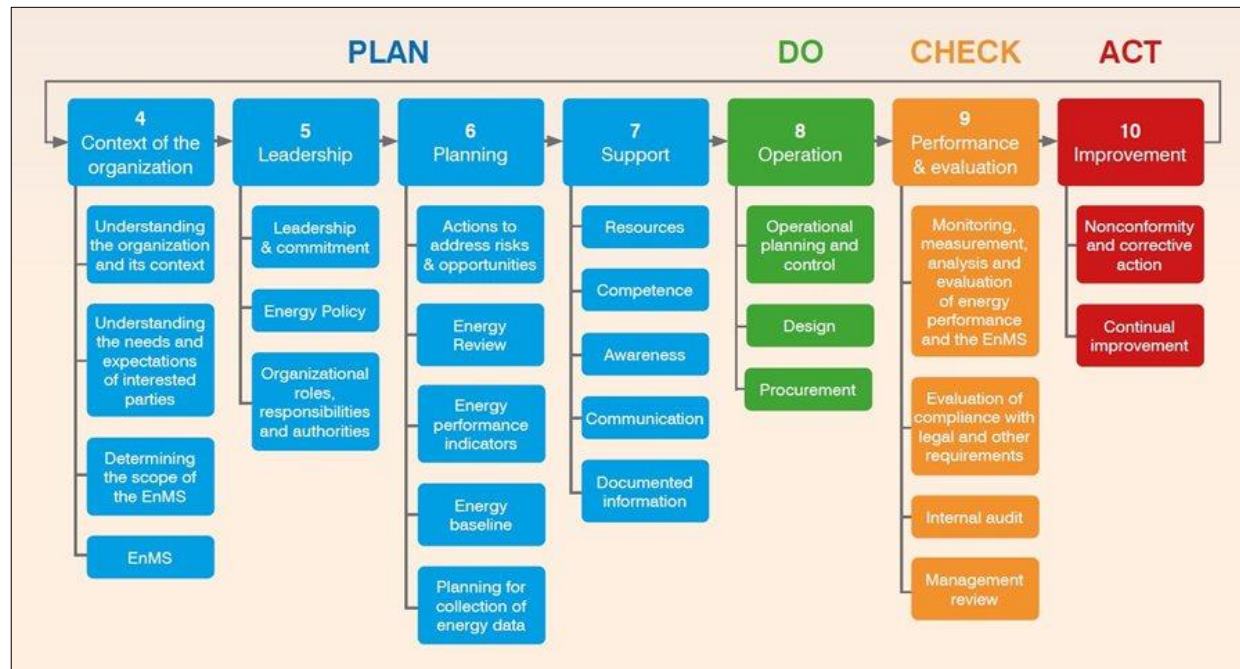 PLAN
DO
CHECK
ACT
4
Context of the
organization
5
Leadership
6
Planning
7
Support
8
Operation
9
Performance
& evaluation
10
Improvement
Understanding
the organization
and its context
Understanding
the needs and
expectations
of interested
parties
Determining
the scope of
the EnMS
EnMS
Leadership
& commitment
Energy Policy
Organizational
roles,
responsibilities
and authorities
Actions to
address risks
& opportunities
Energy
Review
Energy
performance
indicators
Energy
baseline
Planning for
collection of
energy data
Resources
Competence
Awareness
Communication
Documented
information
Operational
planning and
control
Design
Procurement
Monitoring,
measurement,
analysis and
evaluation
of energy
performance
and the EnMS
Evaluation of
compliance with
legal and other
requirements
Internal audit
Management
review
Nonconformity
and corrective
action
Continual
improvement